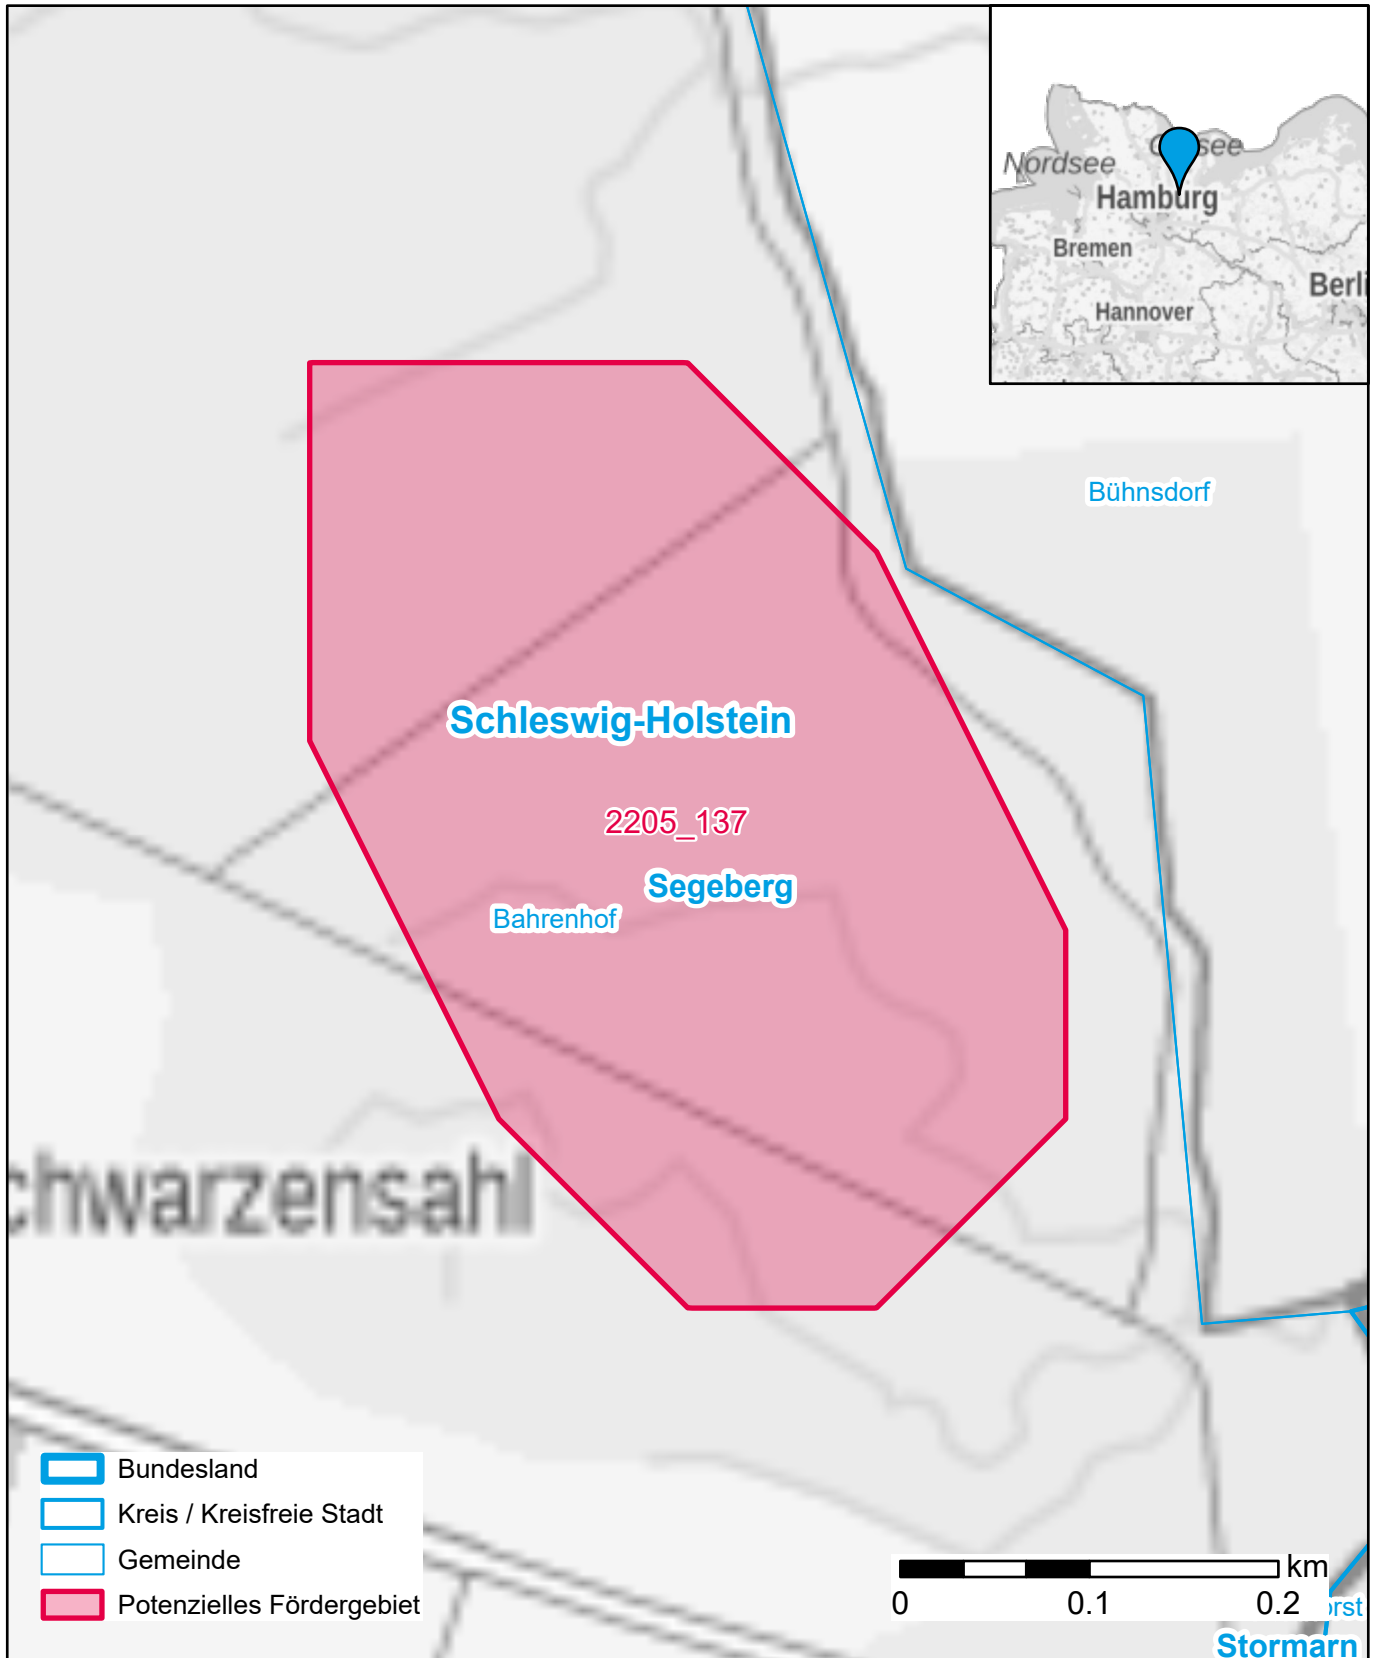 Nordsee
Hamburg
Bremen
Hannover
Bühnsdorf
Schleswig-Holstein
2205_137
Segeberg
Bahrenhof
chwarzensahl
Bundesland
Kreis / Kreisfreie Stadt
Gemeinde
Potenzielles Fördergebiet
km
0 0.1 0.2
Stormarn